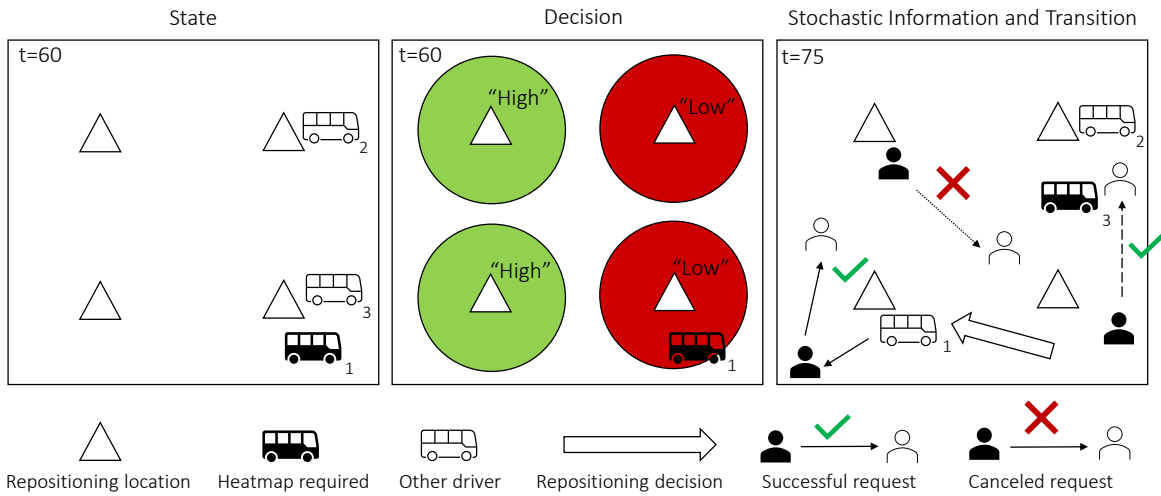 State
Decision
Stochastic Information and Transition
t=60
2
3
1
t=60
“High”
“Low”
“High”
“Low”
1
t=75
2
3
1
Repositioning location
Heatmap required
Other driver
Repositioning decision
Successful request
Canceled request